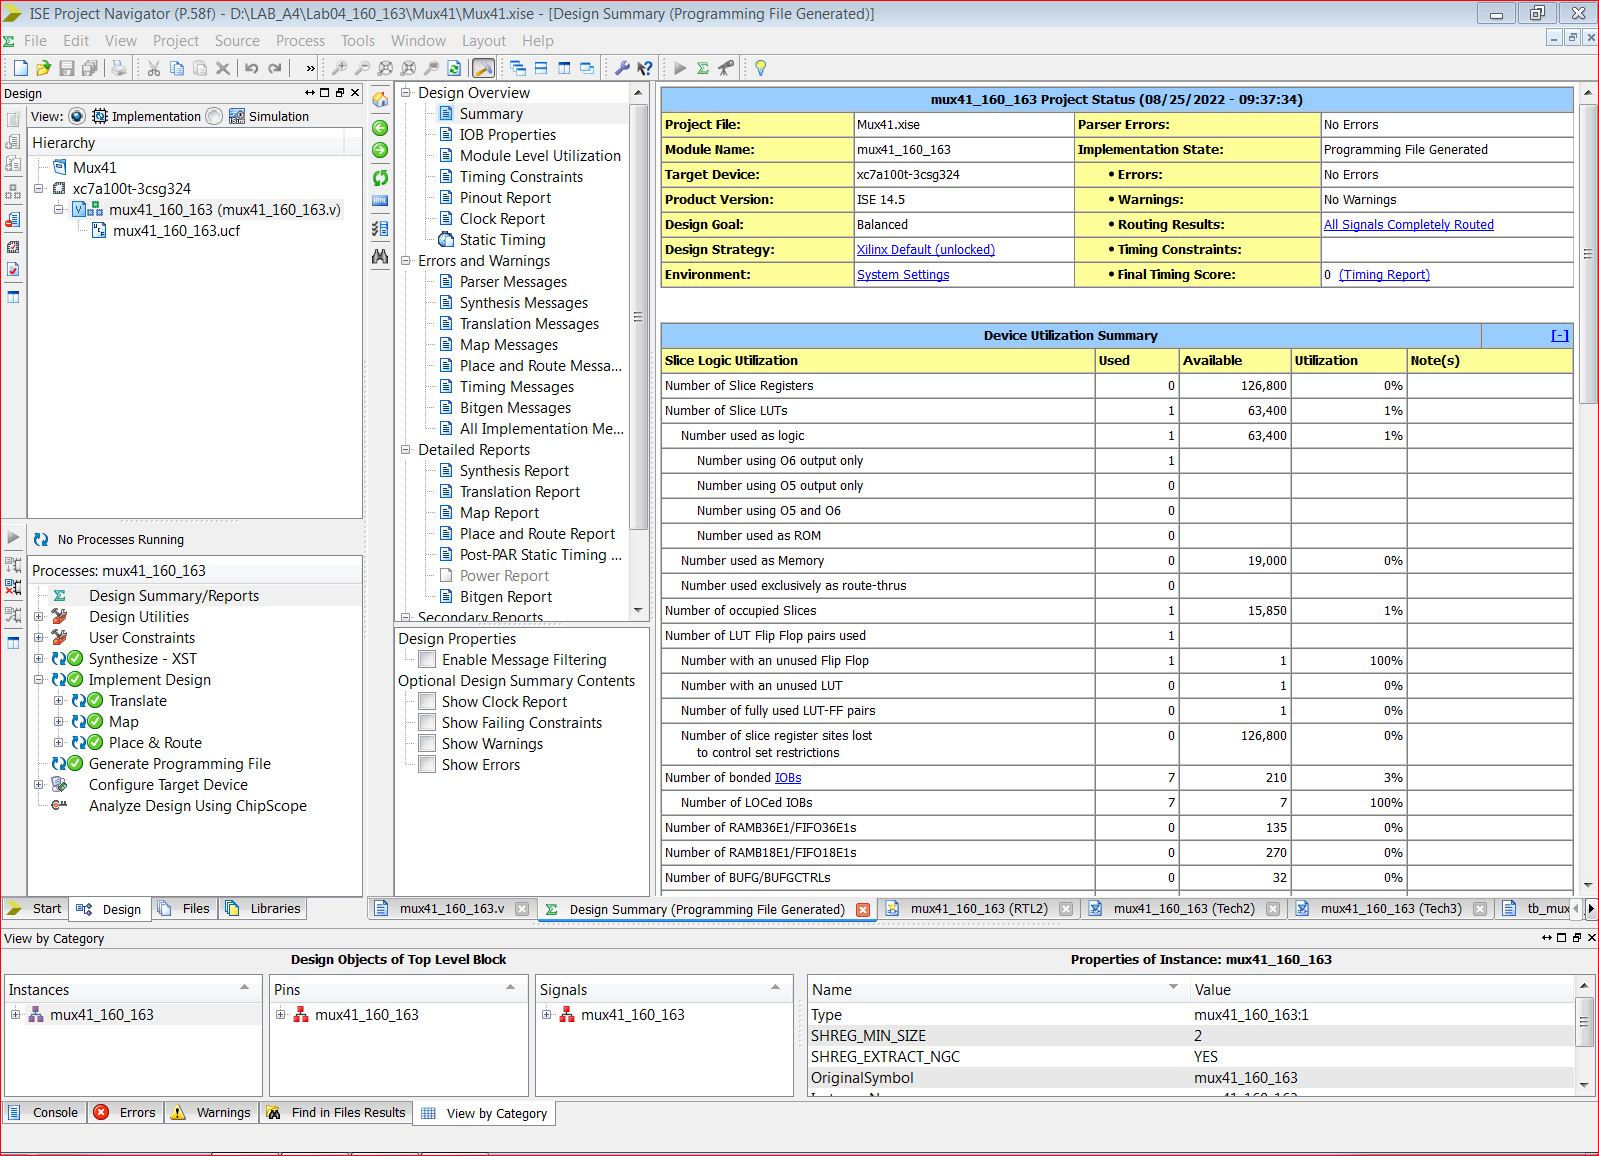 ISE Project Navigator (P.58f) - D:\LAB_A4\Lab04_160_163\Mux41\Mux41.xise - [Design Summary (Programming File Generated)]
File Edit View Project Source Process Tools Window Layout Help
Design
View: Implementation Simulation
Hierarchy
Mux41
xc7a100t-3csg324
mux41_160_163 (mux41_160_163.v)
mux41_160_163.ucf
No Processes Running
Processes: mux41_160_163
Design Summary/Reports
Design Utilities
User Constraints
Synthesize - XST
Implement Design
Translate
Map
Place & Route
Generate Programming File
Configure Target Device
Analyze Design Using ChipScope
Start Design Files Libraries
Design Overview
Summary
IOB Properties
Module Level Utilization
Timing Constraints
Pinout Report
Clock Report
Static Timing
Errors and Warnings
Parser Messages
Synthesis Messages
Translation Messages
Map Messages
Place and Route Messa...
Timing Messages
Bitgen Messages
All Implementation Me...
Detailed Reports
Synthesis Report
Translation Report
Map Report
Place and Route Report
Post-PAR Static Timing ...
Power Report
Bitgen Report
Secondary Reports
Design Properties
Enable Message Filtering
Optional Design Summary Contents
Show Clock Report
Show Failing Constraints
Show Warnings
Show Errors
mux41_160_163 Project Status (08/25/2022 - 09:37:34)
Project File: Mux41.xise Parser Errors: No Errors
Module Name: mux41_160_163 Implementation State: Programming File Generated
Target Device: xc7a100t-3csg324 • Errors: No Errors
Product Version: ISE 14.5 • Warnings: No Warnings
Design Goal: Balanced • Routing Results: All Signals Completely Routed
Design Strategy: Xilinx Default (unlocked) • Timing Constraints:
Environment: System Settings • Final Timing Score: 0 (Timing Report)
Device Utilization Summary [-]
Slice Logic Utilization Used Available Utilization Note(s)
Number of Slice Registers 0 126,800 0%
Number of Slice LUTs 1 63,400 1%
Number used as logic 1 63,400 1%
Number using O6 output only 1
Number using O5 output only 0
Number using O5 and O6 0
Number used as ROM 0
Number used as Memory 0 19,000 0%
Number used exclusively as route-thrus 0
Number of occupied Slices 1 15,850 1%
Number of LUT Flip Flop pairs used 1
Number with an unused Flip Flop 1 1 100%
Number with an unused LUT 0 1 0%
Number of fully used LUT-FF pairs 0 1 0%
Number of slice register sites lost
to control set restrictions 0 126,800 0%
Number of bonded IOBs 7 210 3%
Number of LOCed IOBs 7 7 100%
Number of RAMB36E1/FIFO36E1s 0 135 0%
Number of RAMB18E1/FIFO18E1s 0 270 0%
Number of BUFG/BUFGCTRLs 0 32 0%
mux41_160_163.v Design Summary (Programming File Generated) mux41_160_163 (RTL2) mux41_160_163 (Tech2) mux41_160_163 (Tech3) tb_mux
View by Category
Design Objects of Top Level Block Properties of Instance: mux41_160_163
Instances Pins Signals Name Value
mux41_160_163 mux41_160_163 mux41_160_163 Type mux41_160_163:1
SHREG_MIN_SIZE 2
SHREG_EXTRACT_NGC YES
OriginalSymbol mux41_160_163
Console Errors Warnings Find in Files Results View by Category